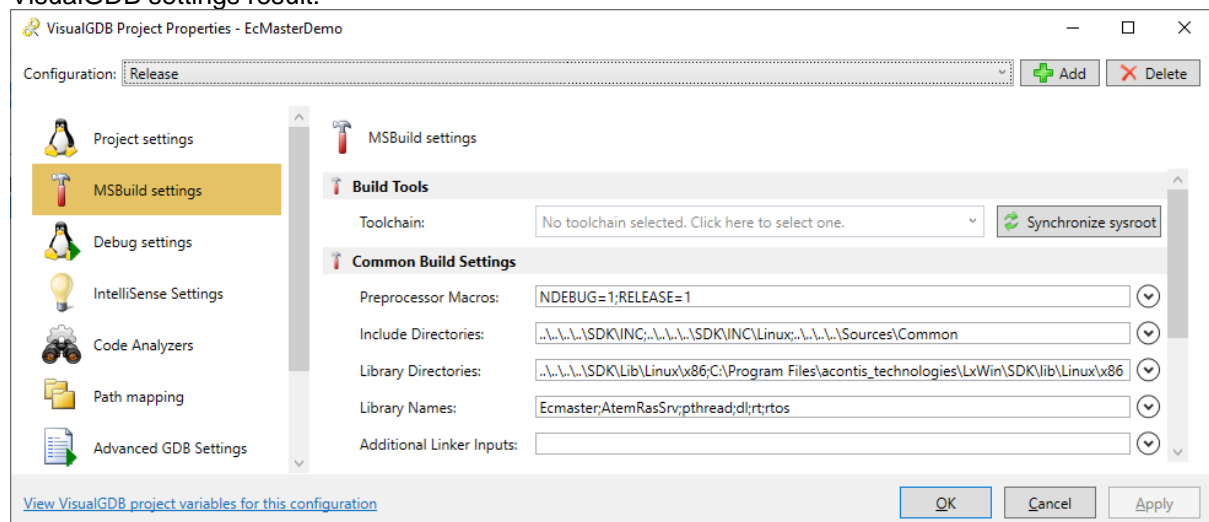 VisualGDB settings result:
VisualGDB Project Properties - EcMasterDemo
Configuration: Release Add Delete
Project settings
MSBuild settings
Debug settings
IntelliSense Settings
Code Analyzers
Path mapping
Advanced GDB Settings
MSBuild settings
Build Tools
Toolchain: No toolchain selected. Click here to select one. Synchronize sysroot
Common Build Settings
Preprocessor Macros: NDEBUG=1;RELEASE=1
Include Directories: ..\..\..\..\SDK\INC;..\..\..\..\SDK\INC\Linux;..\..\..\..\Sources\Common
Library Directories: ..\..\..\..\SDK\Lib\Linux\x86;C:\Program Files\acontis_technologies\LxWin\SDK\lib\Linux\x86
Library Names: Ecmaster;AtemRasSrv;pthread;dl;rt;rtos
Additional Linker Inputs:
View VisualGDB project variables for this configuration
OK Cancel Apply